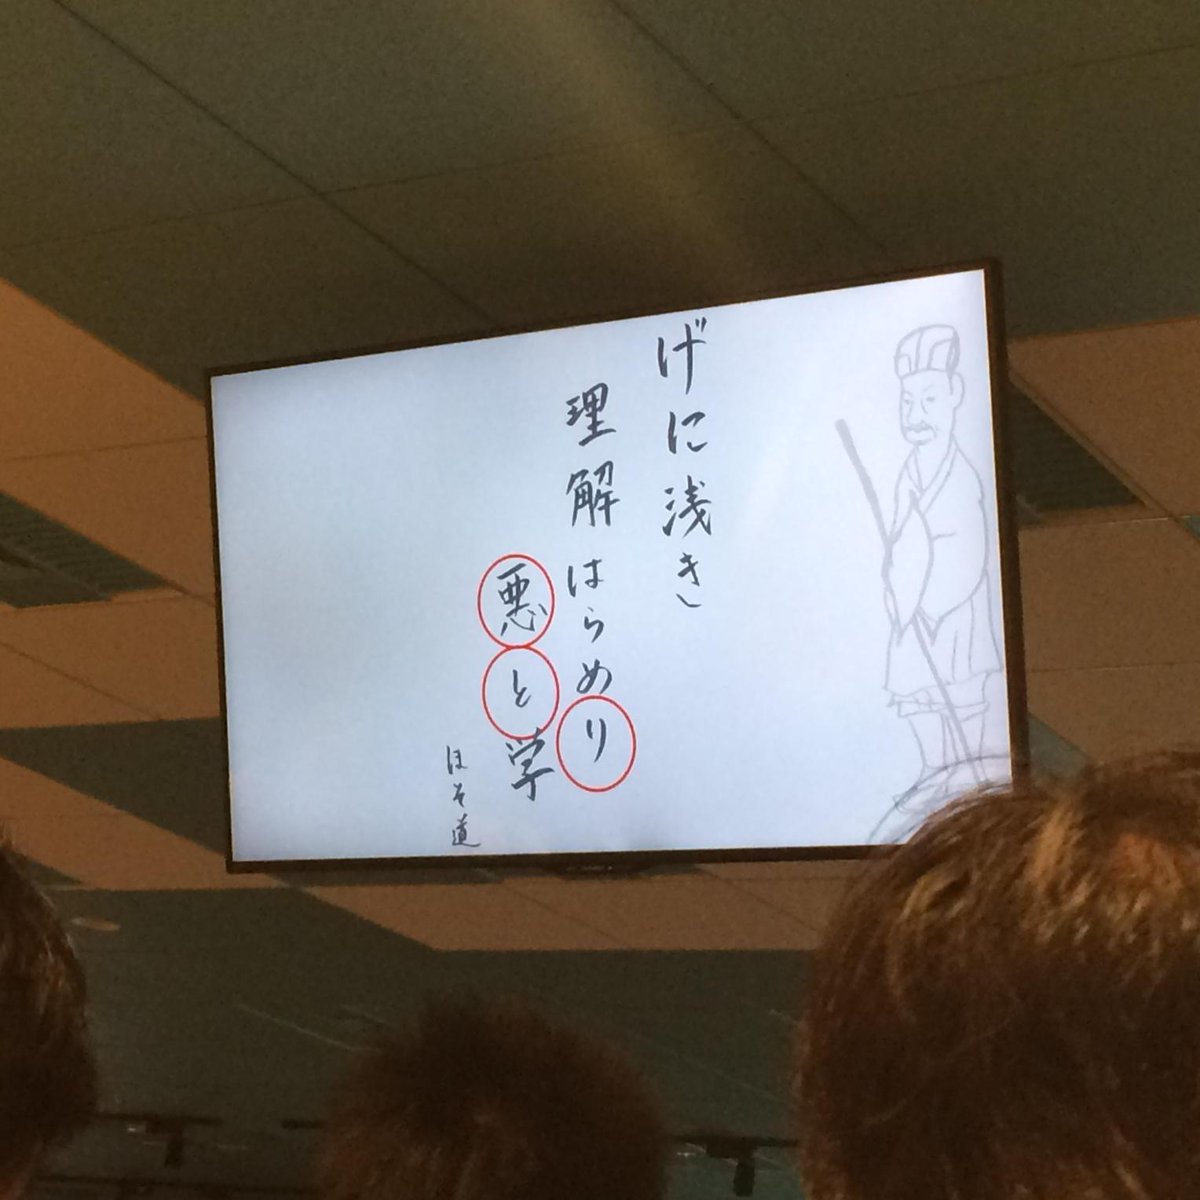 げに浅き
理解はらめり
悪と学
ほそ道